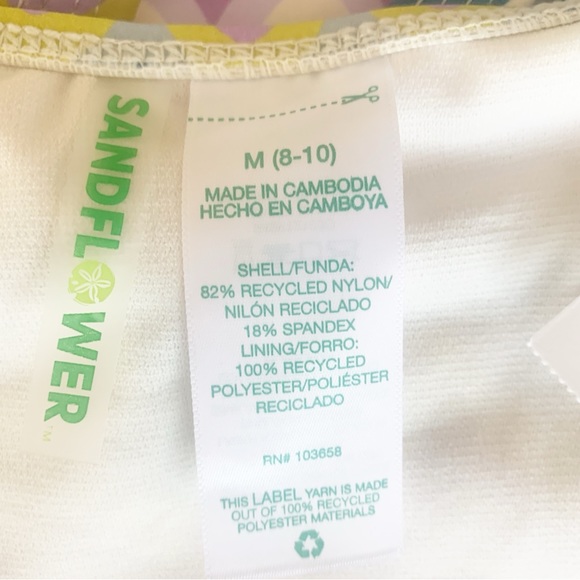 SANDFLOWER
M (8-10)
MADE IN CAMBODIA
HECHO EN CAMBOYA
SHELL/FUNDA:
82% RECYCLED NYLON/
NILÓN RECICLADO
18% SPANDEX
LINING/FORRO:
100% RECYCLED
POLYESTER/POLIÉSTER
RECICLADO
RN# 103658
THIS LABEL YARN IS MADE
OUT OF 100% RECYCLED
POLYESTER MATERIALS